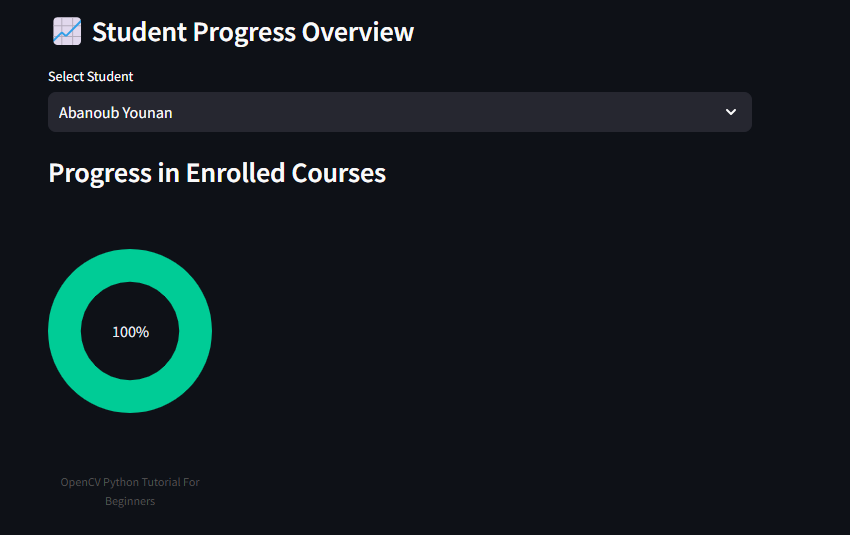 Student Progress Overview
Select Student
Abanoub Younan
Progress in Enrolled Courses
100%
OpenCV Python Tutorial For
Beginners